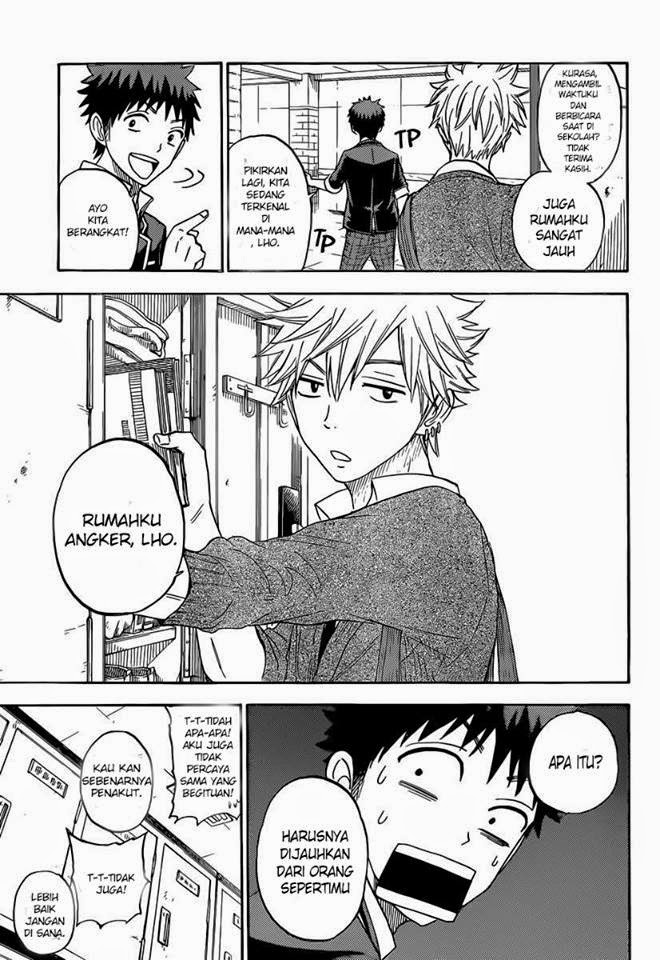 KURASA,
MENGAMBIL
WAKTUKU
DAN
BERBICARA
SAAT DI
SEKOLAH?
TIDAK
TERIMA
KASIH.
JUGA
RUMAHKU
SANGAT
JAUH
TP
TP
PIKIRKAN
LAGI, KITA
SEDANG
TERKENAL
DI
MANA-MANA
, LHO.
AYO
KITA
BERANGKAT!
RUMAHKU
ANGKER, LHO.
APA ITU?
HARUSNYA
DIJAUHKAN
DARI ORANG
SEPERTIMU
T-T-TIDAH
APA-APA!
AKU JUGA
TIDAK
PERCAYA
SAMA YANG
BEGITUAN!
KAU KAN
SEBENARNYA
PENAKUT.
T-T-TIDAK
JUGA!
LEBIH
BAIK
JANGAN
DI SANA.